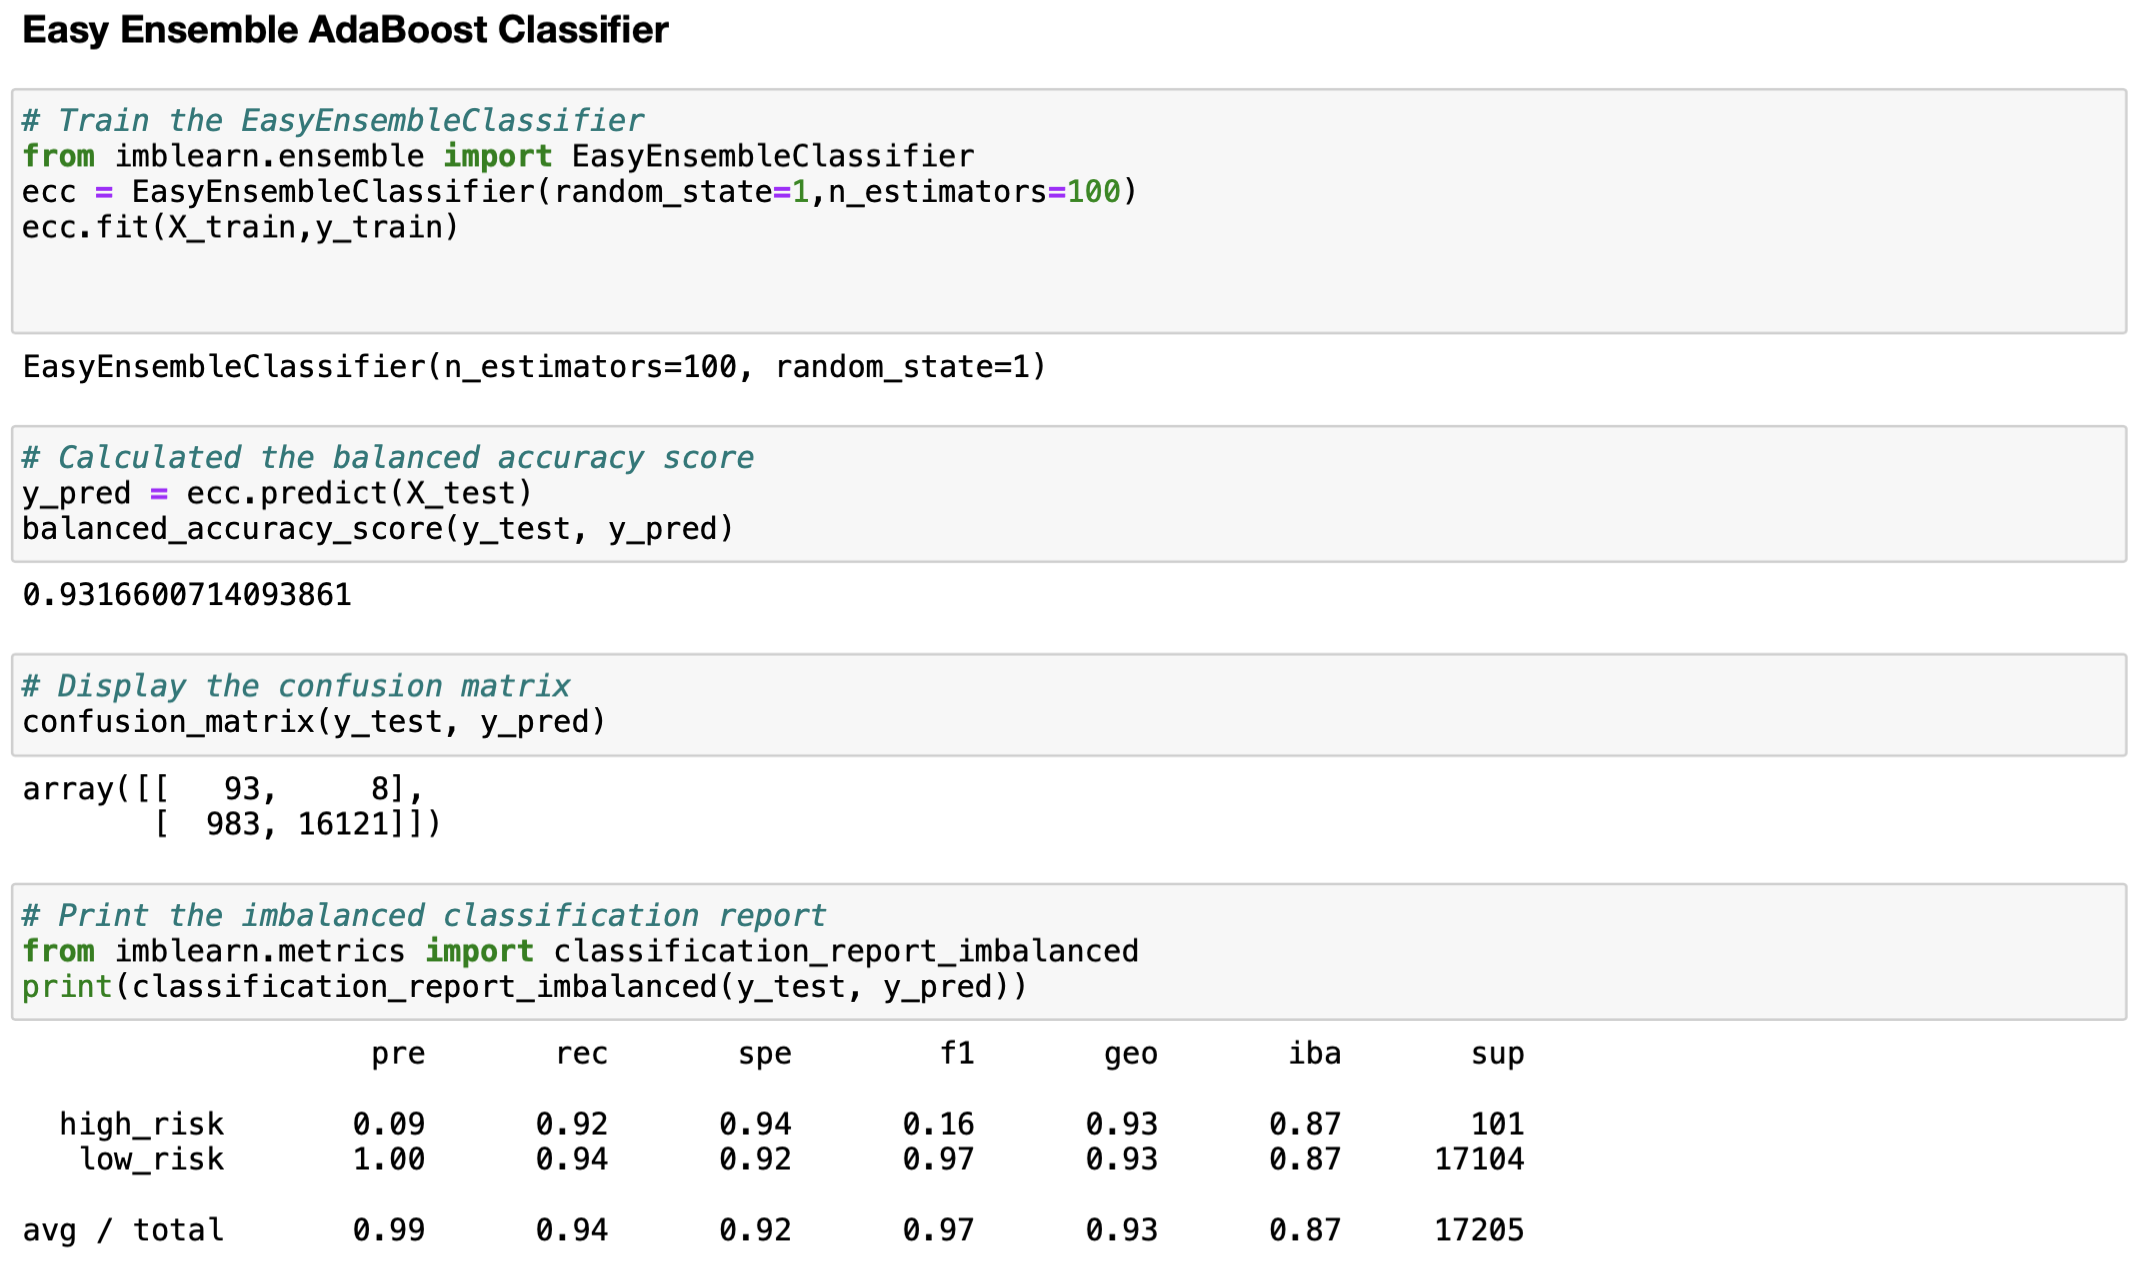 Easy Ensemble AdaBoost Classifier
# Train the EasyEnsembleClassifier
from imblearn.ensemble import EasyEnsembleClassifier
ecc = EasyEnsembleClassifier(random_state=1,n_estimators=100)
ecc.fit(X_train,y_train)
EasyEnsembleClassifier(n_estimators=100, random_state=1)
# Calculated the balanced accuracy score
y_pred = ecc.predict(X_test)
balanced_accuracy_score(y_test, y_pred)
0.9316600714093861
# Display the confusion matrix
confusion_matrix(y_test, y_pred)
array([[   93,     8],
       [  983, 16121]])
# Print the imbalanced classification report
from imblearn.metrics import classification_report_imbalanced
print(classification_report_imbalanced(y_test, y_pred))
pre rec spe f1 geo iba sup
high_risk 0.09 0.92 0.94 0.16 0.93 0.87 101
low_risk 1.00 0.94 0.92 0.97 0.93 0.87 17104
avg / total 0.99 0.94 0.92 0.97 0.93 0.87 17205